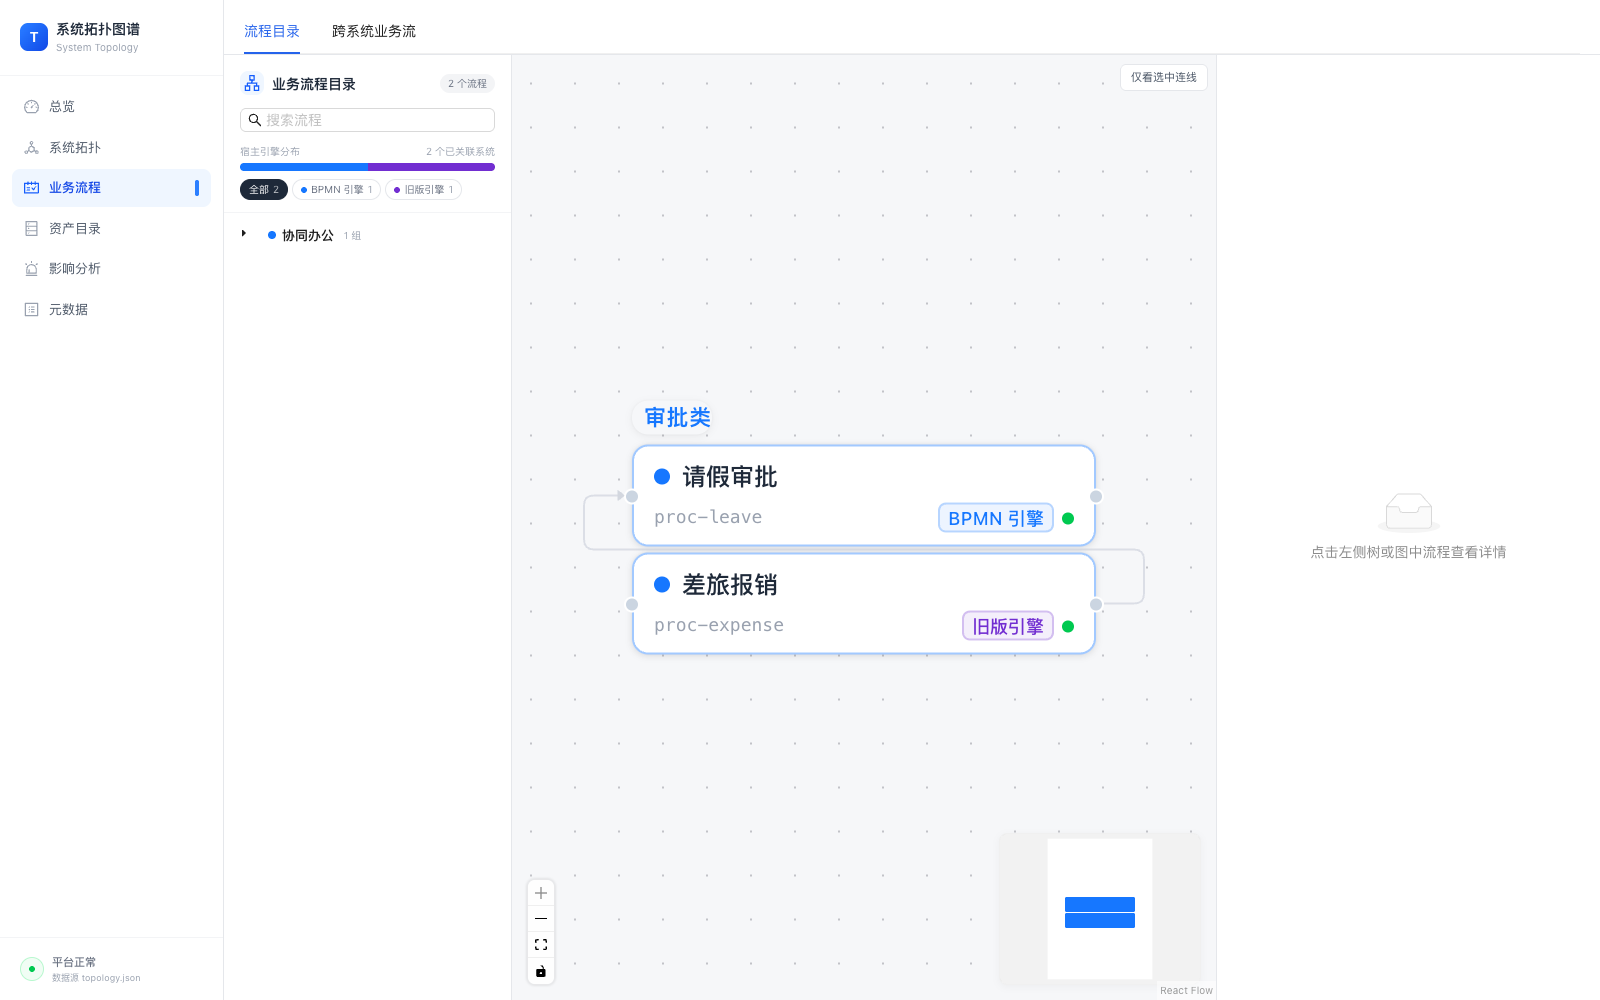 T
系统拓扑图谱
System Topology
总览
系统拓扑
业务流程
资产目录
影响分析
元数据
平台正常
数据源 topology.json
流程目录
跨系统业务流
业务流程目录
2 个流程
搜索流程
宿主引擎分布
2 个已关联系统
全部 2
BPMN 引擎 1
旧版引擎 1
协同办公 1 组
仅看选中连线
审批类
请假审批
proc-leave
BPMN 引擎
差旅报销
proc-expense
旧版引擎
React Flow
点击左侧树或图中流程查看详情